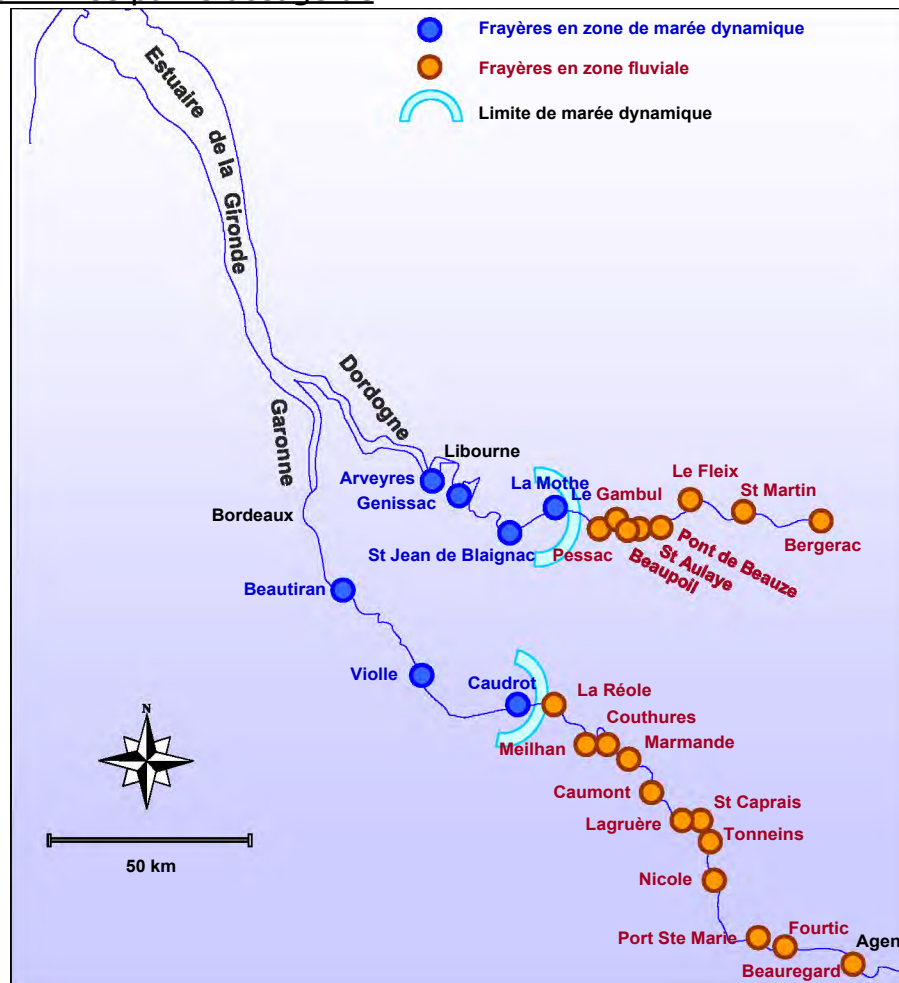 Frayères en zone de marée dynamique
Frayères en zone fluviale
Limite de marée dynamique
Estuaire de la Gironde
Dordogne
Garonne
Libourne
Arveyres
Genissac
La Mothe
Le Gambul
Le Fleix
St Martin
Bordeaux
St Jean de Blaignac
Pessac
Pont de Beauze
St Aulaye
Beaupoil
Bergerac
Beautiran
Violle
Caudrot
La Réole
Couthures
Meilhan
Marmande
Caumont
St Caprais
Lagruère
Tonneins
Nicole
N
50 km
Port Ste Marie
Fourtic
Agen
Beauregard